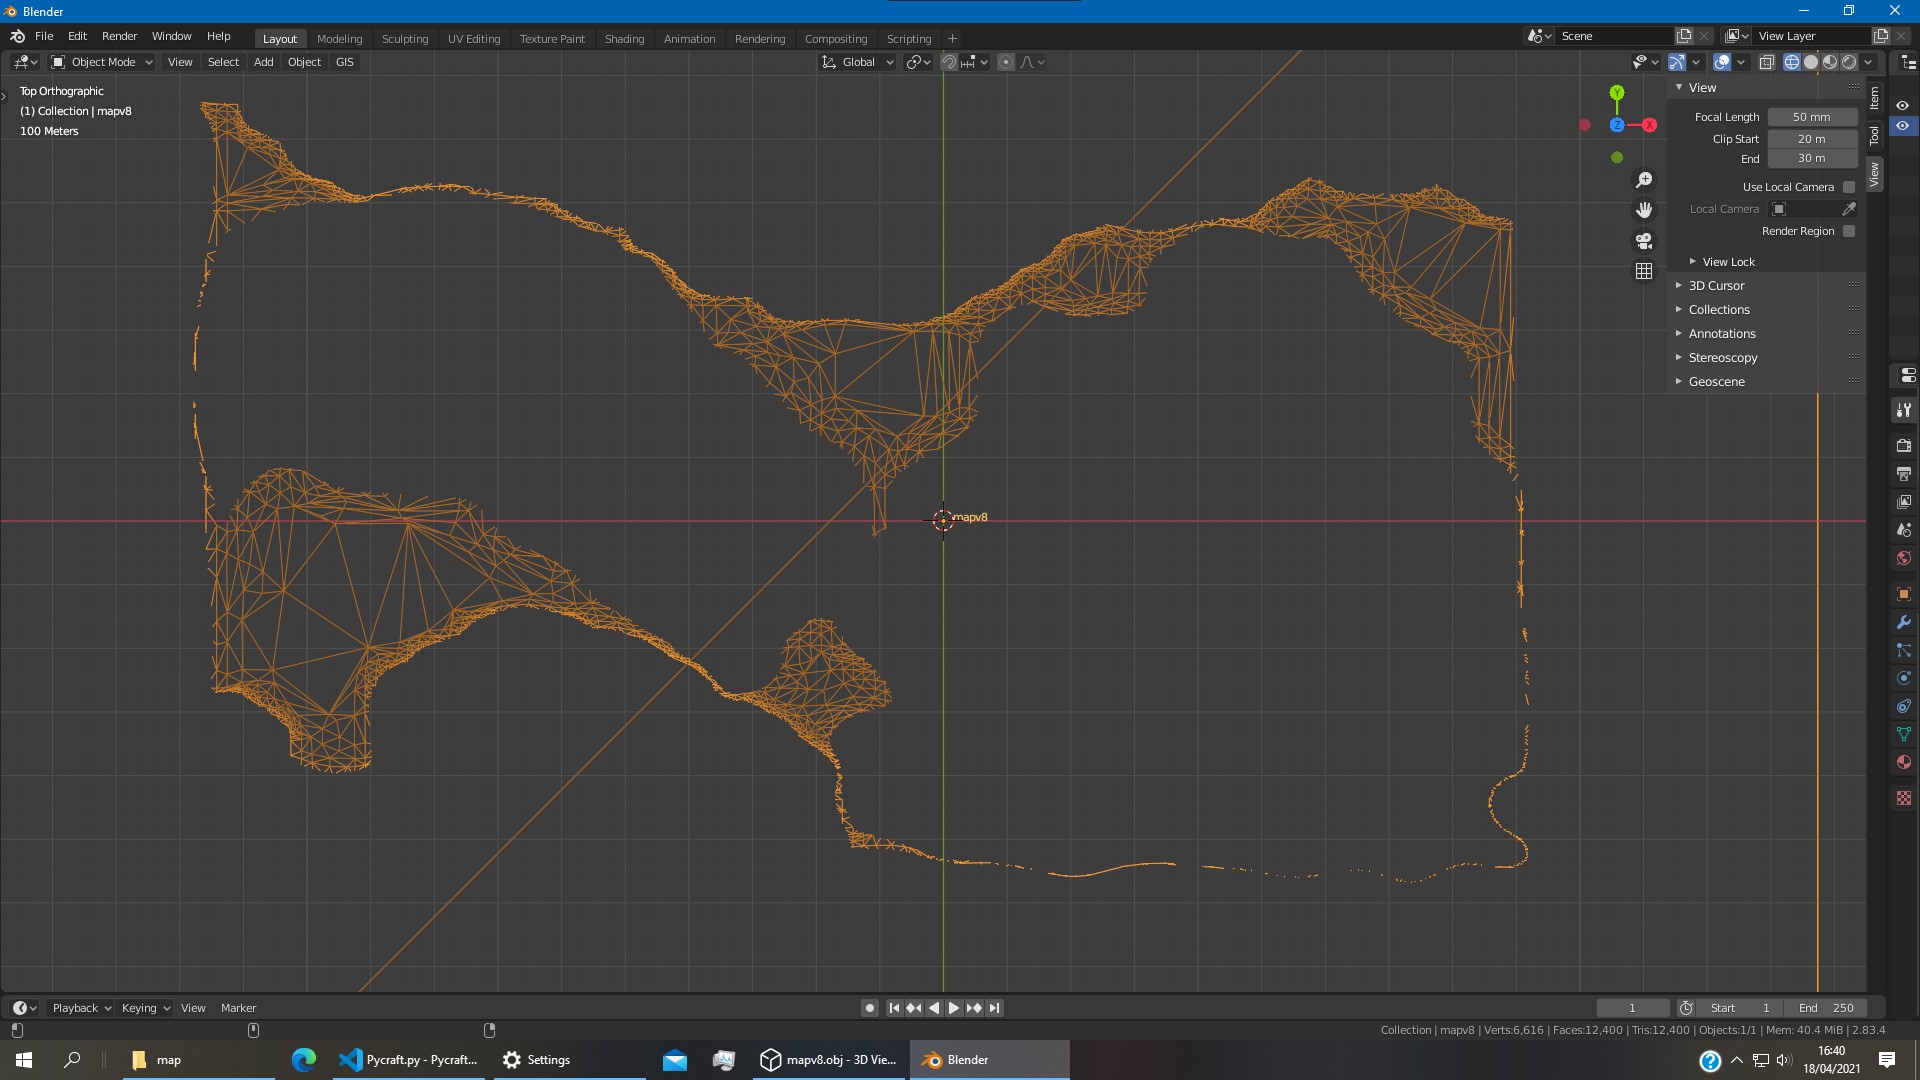 Blender
File Edit Render Window Help Layout Modeling Sculpting UV Editing Texture Paint Shading Animation Rendering Compositing Scripting + Scene View Layer
Object Mode View Select Add Object GIS Global
Top Orthographic
(1) Collection | mapv8
100 Meters
Y
Z
X
View
Focal Length 50 mm
Clip Start 20 m
End 30 m
Use Local Camera
Local Camera
Render Region
View Lock
3D Cursor
Collections
Annotations
Stereoscopy
Geoscene
Item
Tool
View
mapv8
Playback Keying View Marker 1 Start 1 End 250
Collection | mapv8 | Verts:6,616 | Faces:12,400 | Tris:12,400 | Objects:1/1 | Mem: 40.4 MiB | 2.83.4
map Pycraft.py - Pycraft... Settings mapv8.obj - 3D Vie... Blender
16:40
18/04/2021